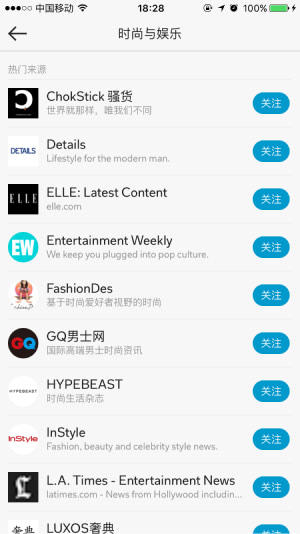 中国移动 18:28 100%
时尚与娱乐
热门来源
ChokStick 骚货
世界就那样，唯我们不同
关注
DETAILS
Details
Lifestyle for the modern man.
关注
ELLE
ELLE: Latest Content
elle.com
关注
EW
Entertainment Weekly
We keep you plugged into pop culture.
关注
FashionDes
基于时尚爱好者视野的时尚
关注
GQ
GQ男士网
国际高端男士时尚资讯
关注
HYPEBEAST
HYPEBEAST
时尚生活杂志
关注
InStyle
InStyle
Fashion, beauty and celebrity style news.
关注
L.A. Times - Entertainment News
latimes.com - News from Hollywood includin...
关注
奢典
LUXOS奢典
关注